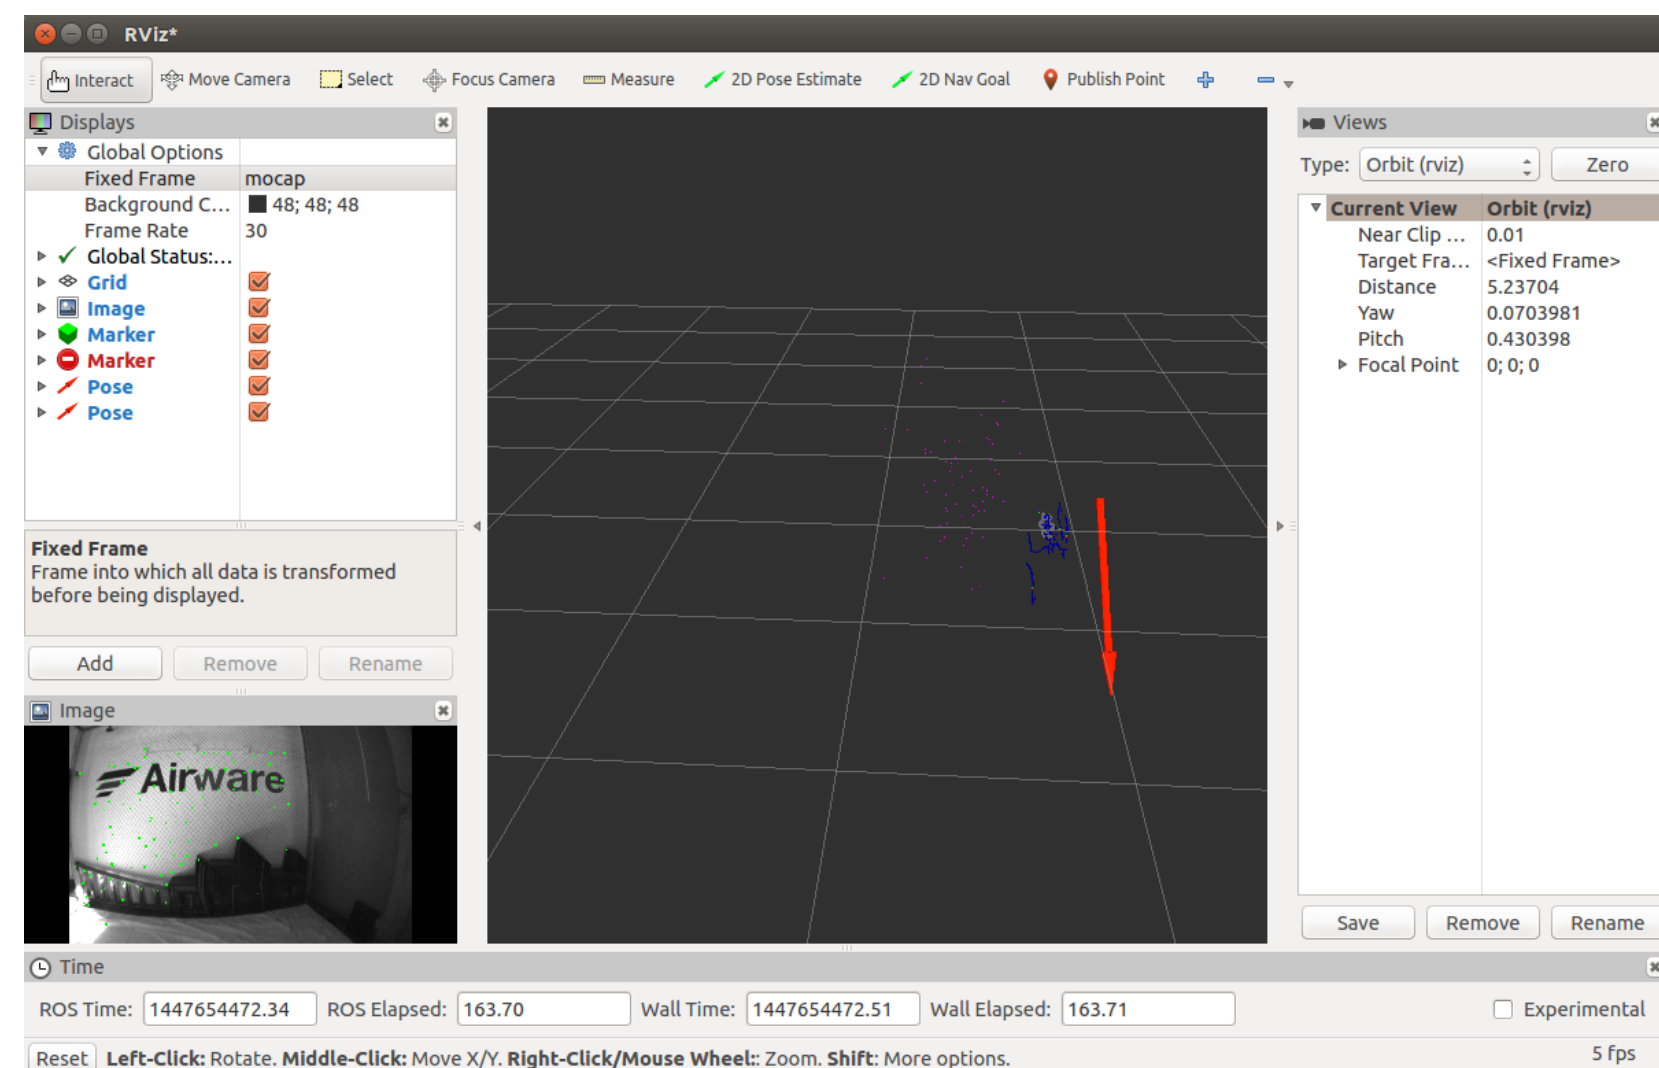 RViz*
Interact Move Camera Select Focus Camera Measure 2D Pose Estimate 2D Nav Goal Publish Point
Displays
Global Options
Fixed Frame mocap
Background C... 48; 48; 48
Frame Rate 30
Global Status:...
Grid
Image
Marker
Marker
Pose
Pose
Fixed Frame
Frame into which all data is transformed
before being displayed.
Add Remove Rename
Image
Airware
Views
Type: Orbit (rviz) Zero
Current View Orbit (rviz)
Near Clip ... 0.01
Target Fra... <Fixed Frame>
Distance 5.23704
Yaw 0.0703981
Pitch 0.430398
Focal Point 0; 0; 0
Save Remove Rename
Time
ROS Time: 1447654472.34 ROS Elapsed: 163.70 Wall Time: 1447654472.51 Wall Elapsed: 163.71 Experimental
Reset Left-Click: Rotate. Middle-Click: Move X/Y. Right-Click/Mouse Wheel:: Zoom. Shift: More options. 5 fps